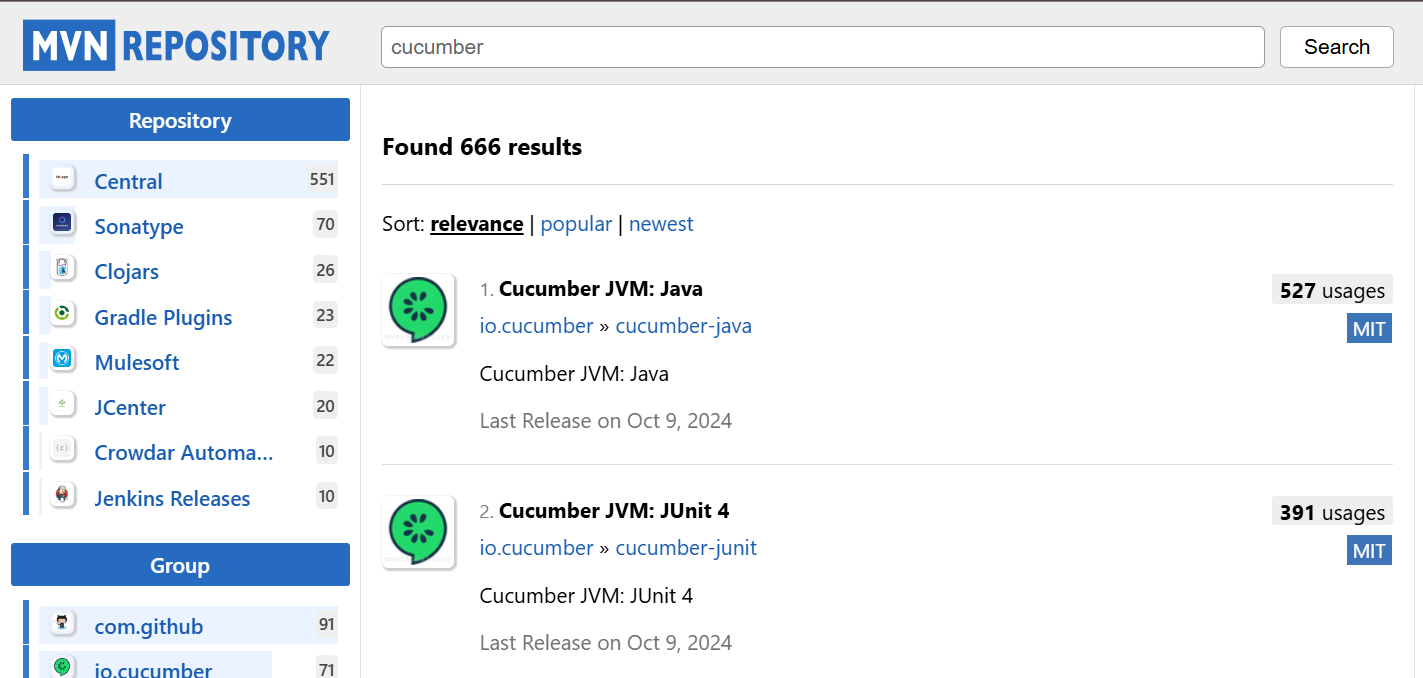 MVN REPOSITORY
cucumber
Search
Repository
Central 551
Sonatype 70
Clojars 26
Gradle Plugins 23
Mulesoft 22
JCenter 20
Crowdar Automa... 10
Jenkins Releases 10
Group
com.github 91
io.cucumber 71
Found 666 results
Sort: relevance | popular | newest
1. Cucumber JVM: Java 527 usages
io.cucumber » cucumber-java MIT
Cucumber JVM: Java
Last Release on Oct 9, 2024
2. Cucumber JVM: JUnit 4 391 usages
io.cucumber » cucumber-junit MIT
Cucumber JVM: JUnit 4
Last Release on Oct 9, 2024